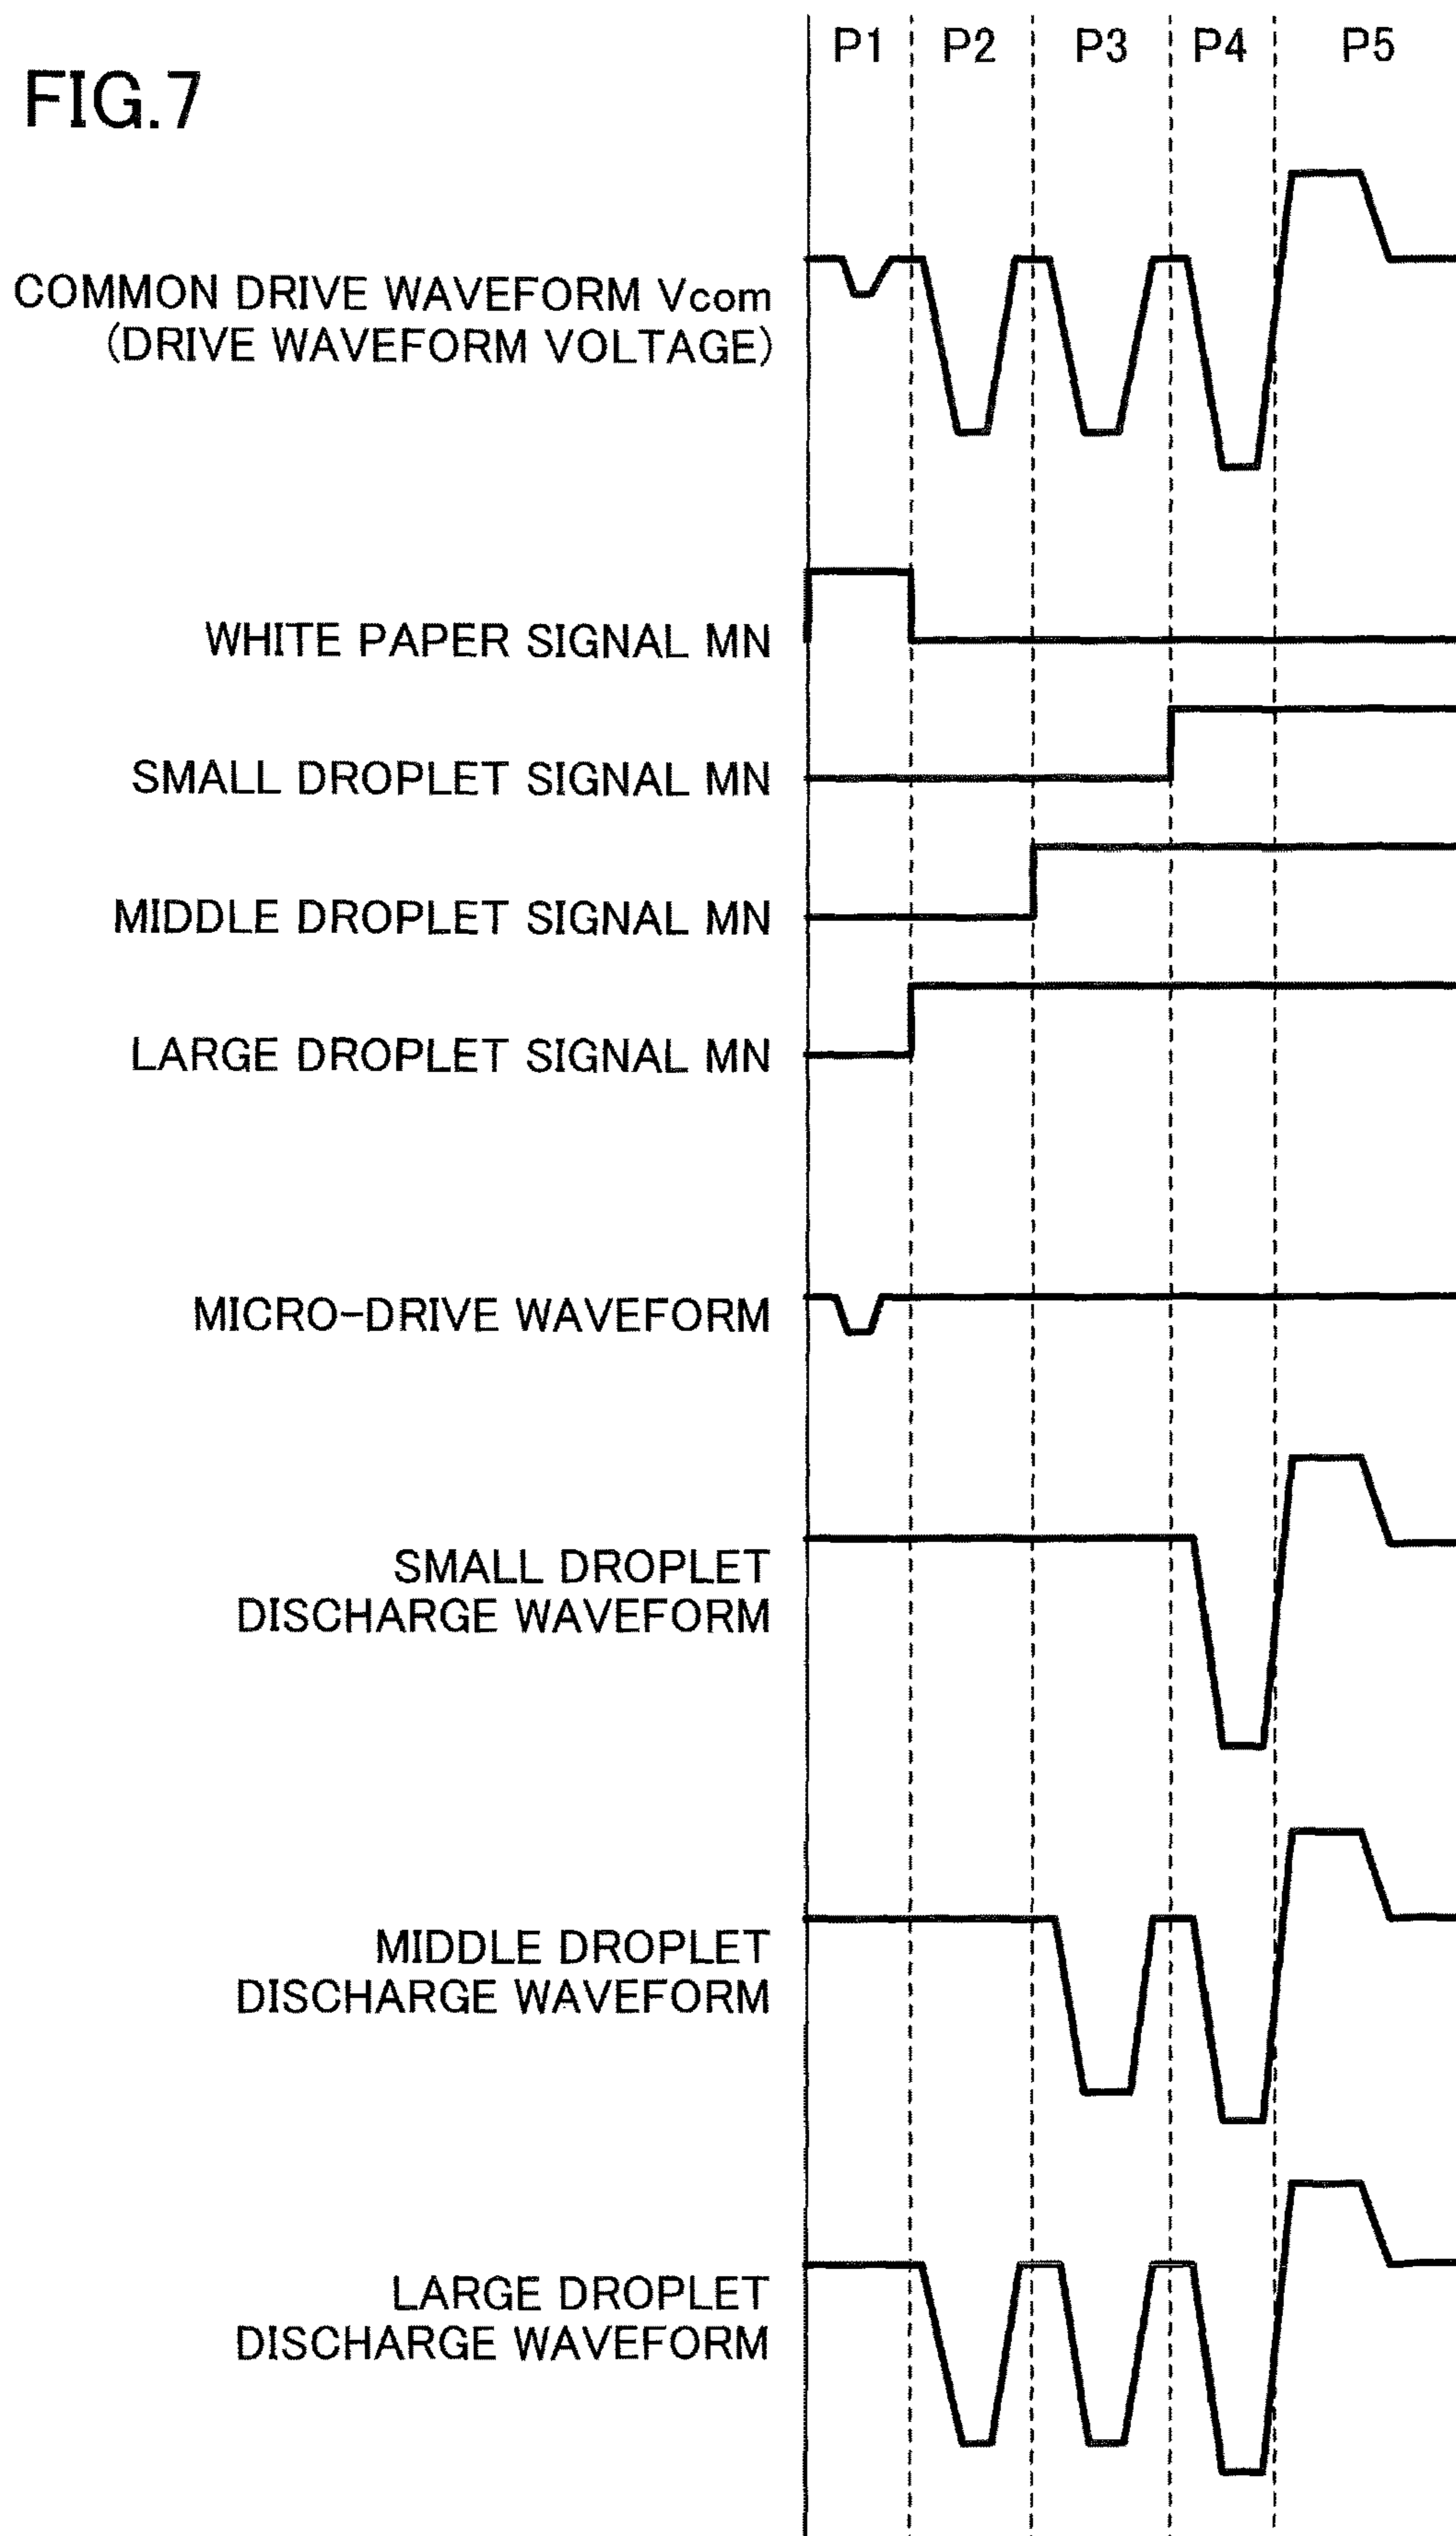 FIG.7
P1 P2 P3 P4 P5
COMMON DRIVE WAVEFORM Vcom
(DRIVE WAVEFORM VOLTAGE)
WHITE PAPER SIGNAL MN
SMALL DROPLET SIGNAL MN
MIDDLE DROPLET SIGNAL MN
LARGE DROPLET SIGNAL MN
MICRO-DRIVE WAVEFORM
SMALL DROPLET
DISCHARGE WAVEFORM
MIDDLE DROPLET
DISCHARGE WAVEFORM
LARGE DROPLET
DISCHARGE WAVEFORM